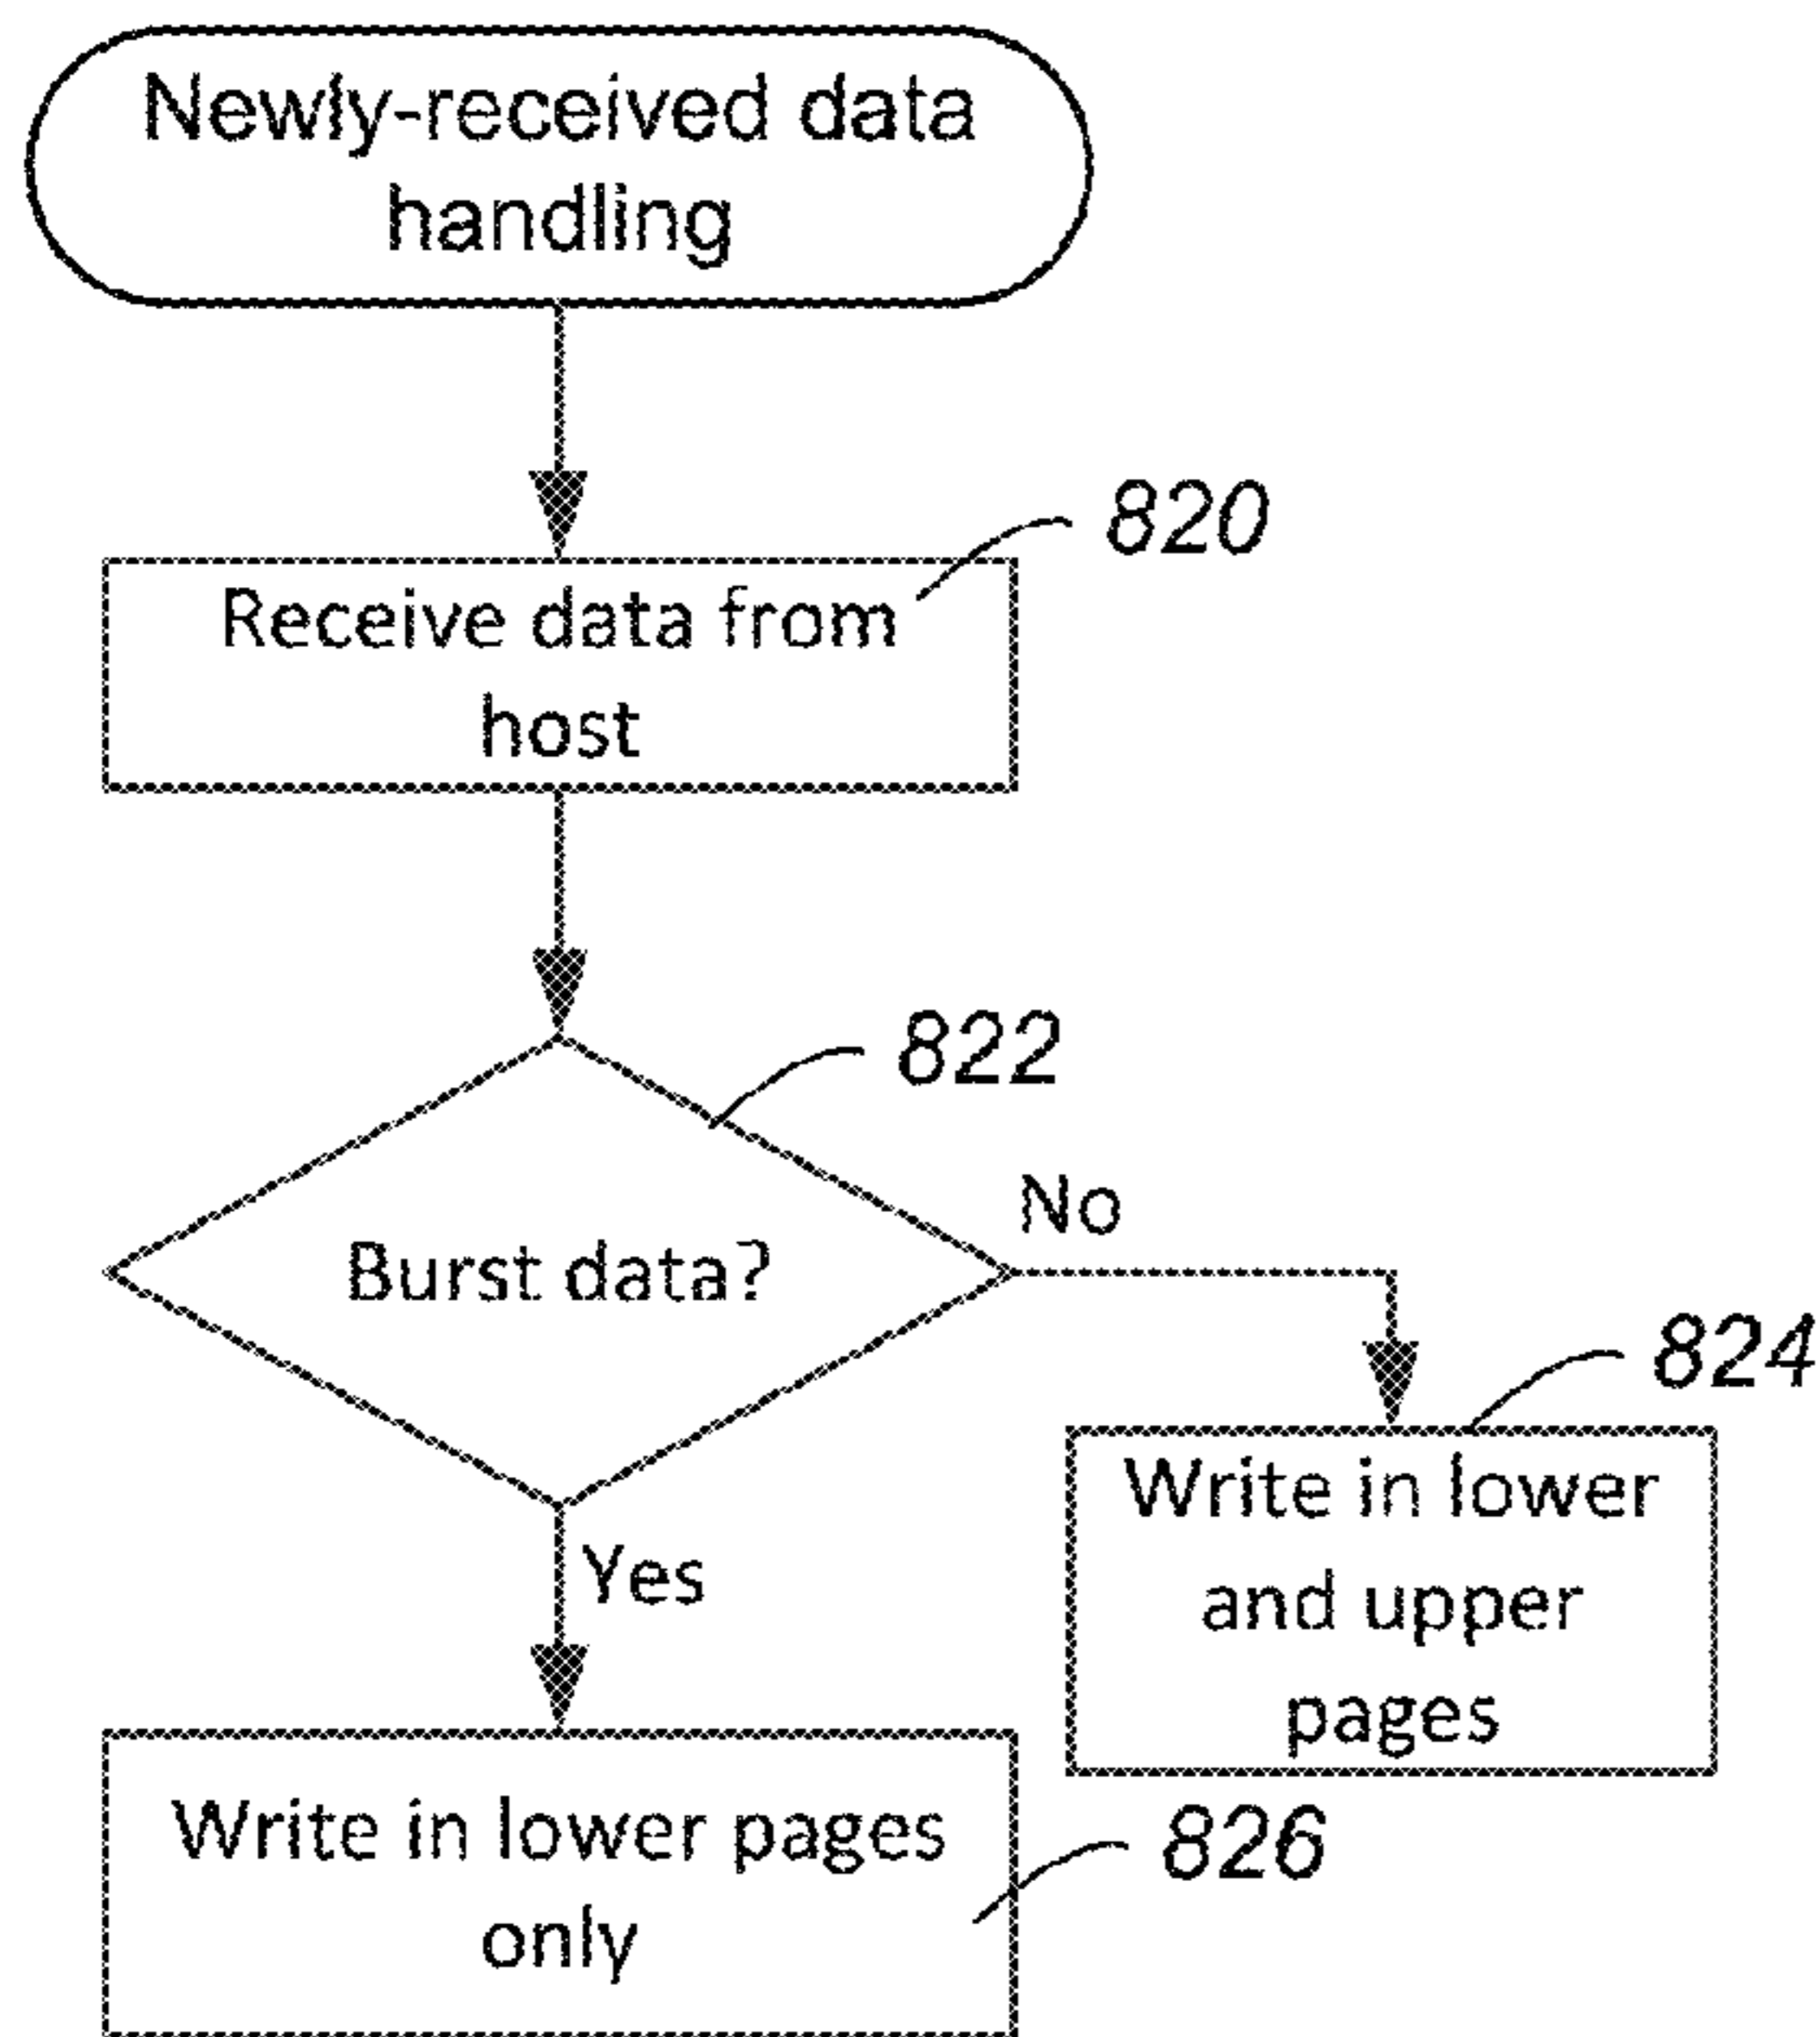 Newly-received data
handling
820
Receive data from
host
822
Burst data?
No
Yes
824
Write in lower
and upper
pages
826
Write in lower pages
only